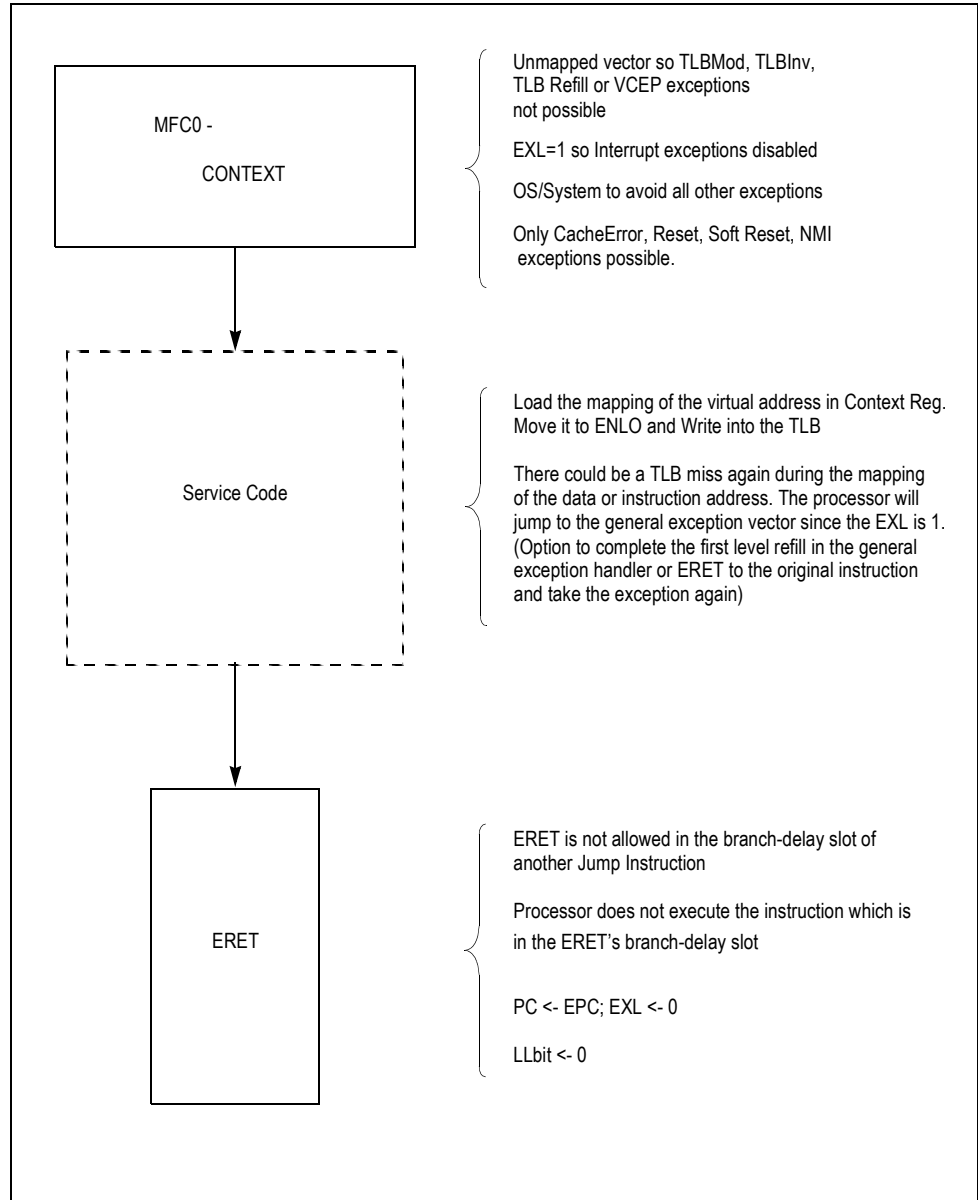 MFC0 -
CONTEXT
Unmapped vector so TLBMod, TLBInv,
TLB Refill or VCEP exceptions
not possible
EXL=1 so Interrupt exceptions disabled
OS/System to avoid all other exceptions
Only CacheError, Reset, Soft Reset, NMI
exceptions possible.
Service Code
Load the mapping of the virtual address in Context Reg.
Move it to ENLO and Write into the TLB
There could be a TLB miss again during the mapping
of the data or instruction address. The processor will
jump to the general exception vector since the EXL is 1.
(Option to complete the first level refill in the general
exception handler or ERET to the original instruction
and take the exception again)
ERET
ERET is not allowed in the branch-delay slot of
another Jump Instruction
Processor does not execute the instruction which is
in the ERET's branch-delay slot
PC <- EPC; EXL <- 0
LLbit <- 0